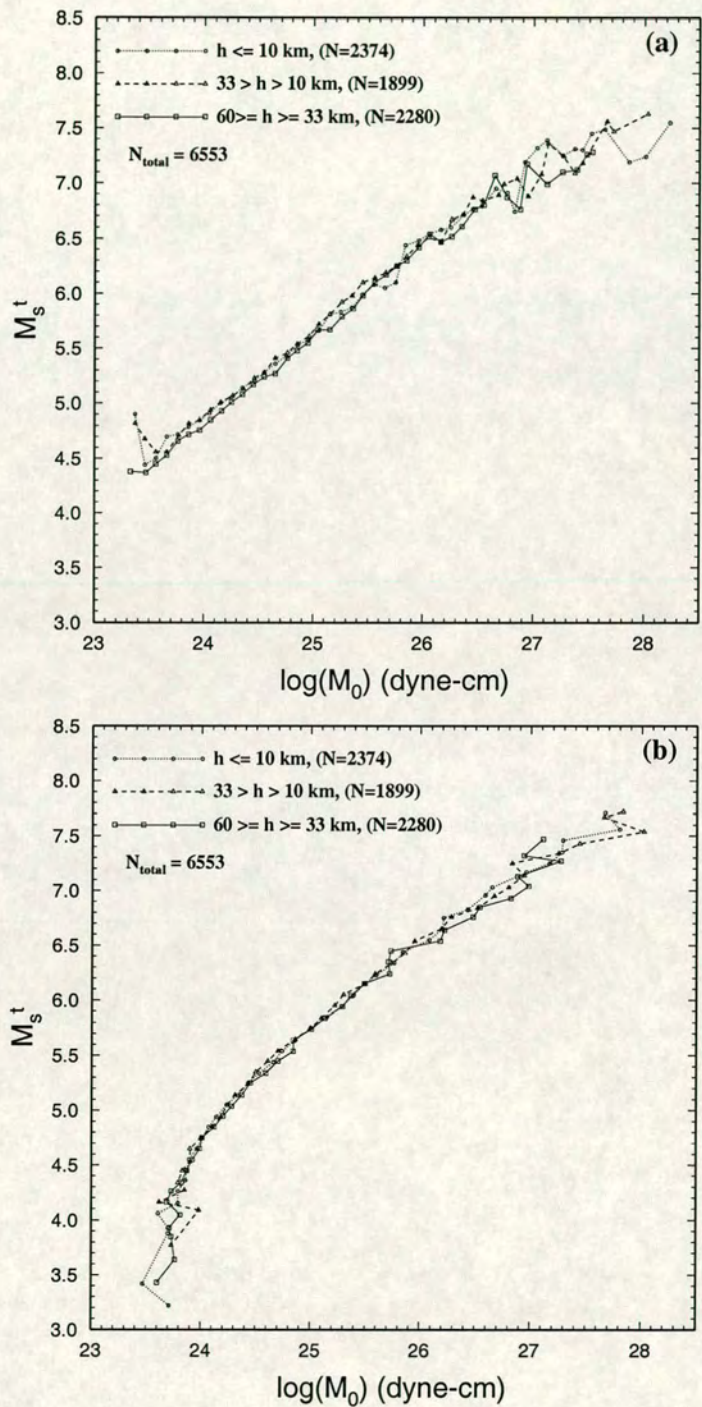 8.5
(a)
h <= 10 km, (N=2374)
8.0
33 > h > 10 km, (N=1899)
7.5
60>= h >= 33 km, (N=2280)
7.0
N_total = 6553
6.5
6.0
M_s^t
5.5
5.0
4.5
4.0
3.5
3.0
23 24 25 26 27 28
log(M_0) (dyne-cm)
8.5
(b)
h <= 10 km, (N=2374)
8.0
33 > h > 10 km, (N=1899)
7.5
60 >= h >= 33 km, (N=2280)
7.0
N_total = 6553
6.5
6.0
M_s^t
5.5
5.0
4.5
4.0
3.5
3.0
23 24 25 26 27 28
log(M_0) (dyne-cm)